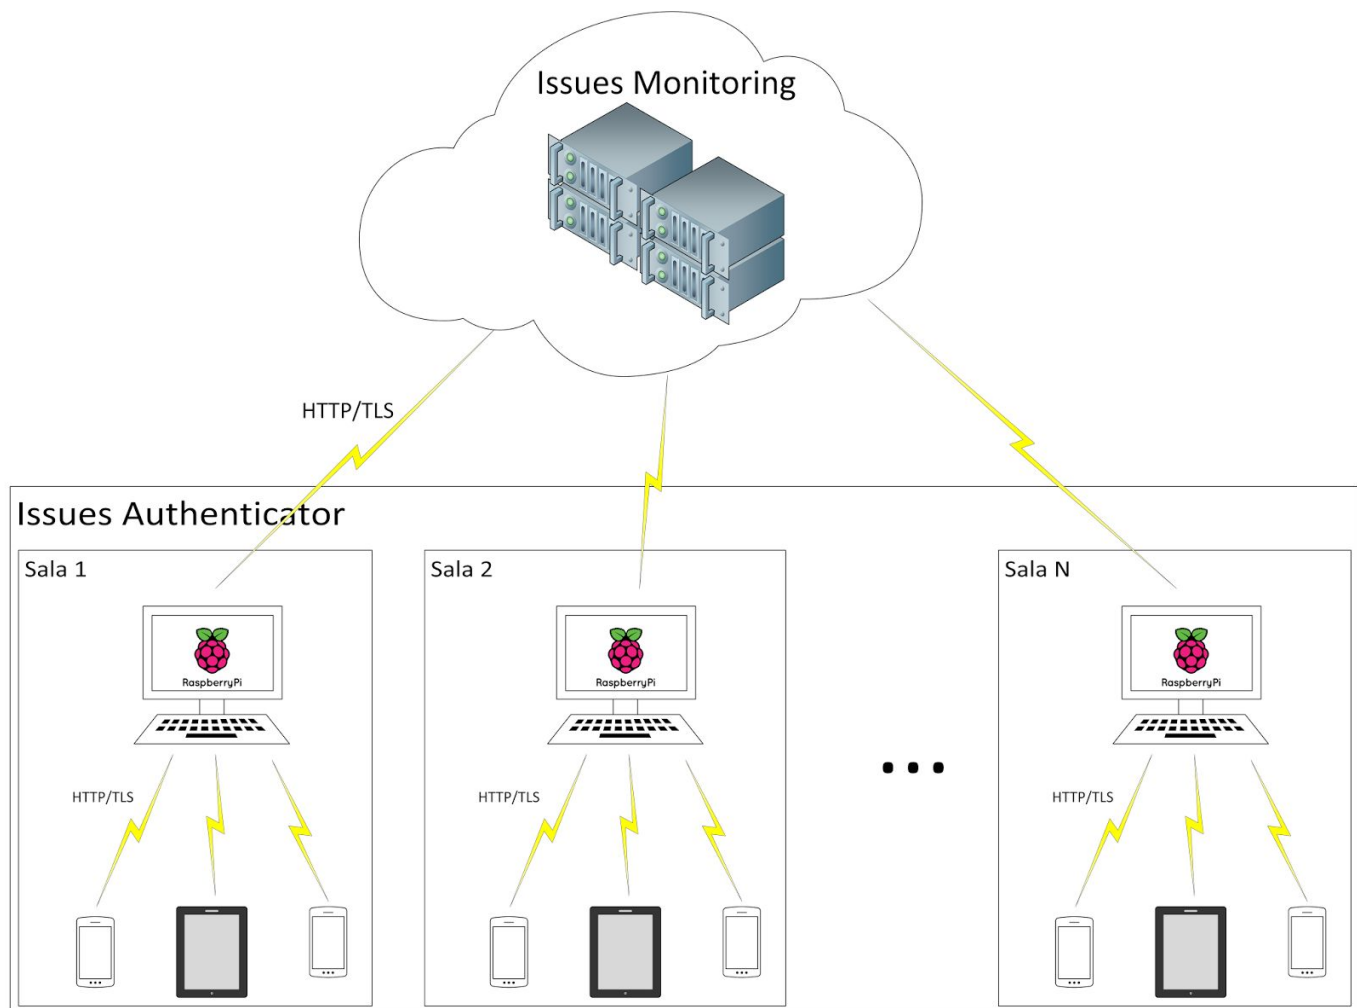 Issues Monitoring
HTTP/TLS
Issues Authenticator
Sala 1
Sala 2
Sala N
RaspberryPi
RaspberryPi
RaspberryPi
...
HTTP/TLS
HTTP/TLS
HTTP/TLS